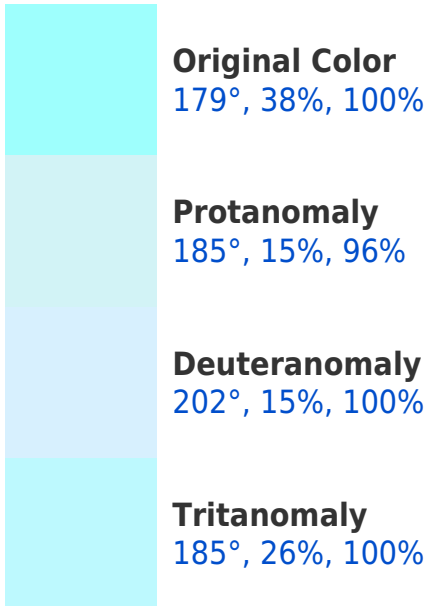 Original Color
179°, 38%, 100%
Protanomaly
185°, 15%, 96%
Deuteranomaly
202°, 15%, 100%
Tritanomaly
185°, 26%, 100%